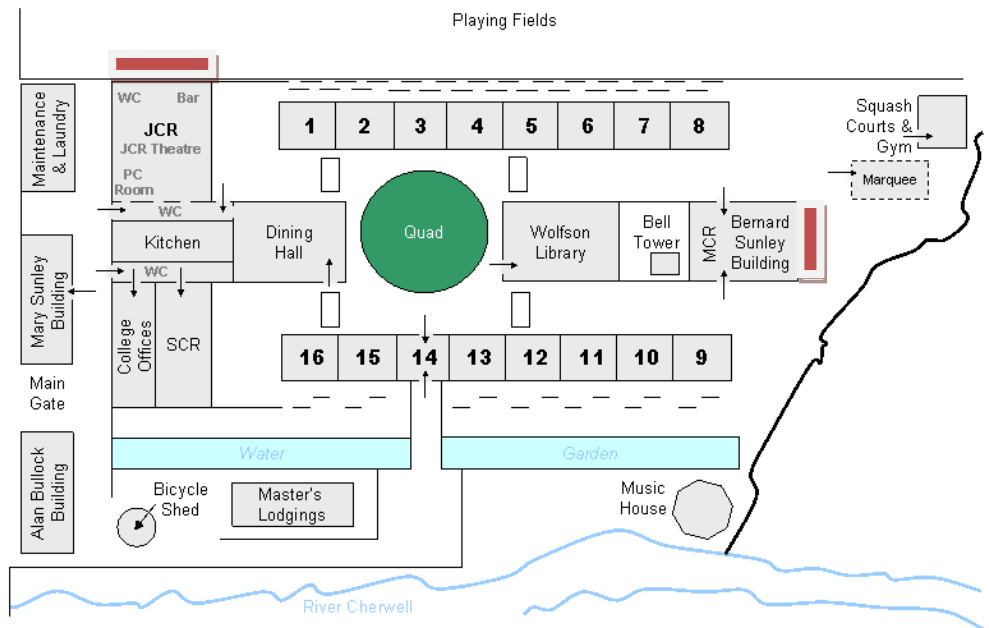 Playing Fields
Maintenance
& Laundry
WC
Bar
JCR
JCR Theatre
PC
Room
WC
Kitchen
WC
Dining
Hall
1
2
3
4
5
6
7
8
Quad
Wolfson
Library
Bell
Tower
MCR
Bernard
Sunley
Building
Squash
Courts &
Gym
Marquee
Mary Sunley
Building
College
Offices
SCR
16
15
14
13
12
11
10
9
Main
Gate
Water
Garden
Alan Bullock
Building
Bicycle
Shed
Master's
Lodgings
Music
House
River Cherwell